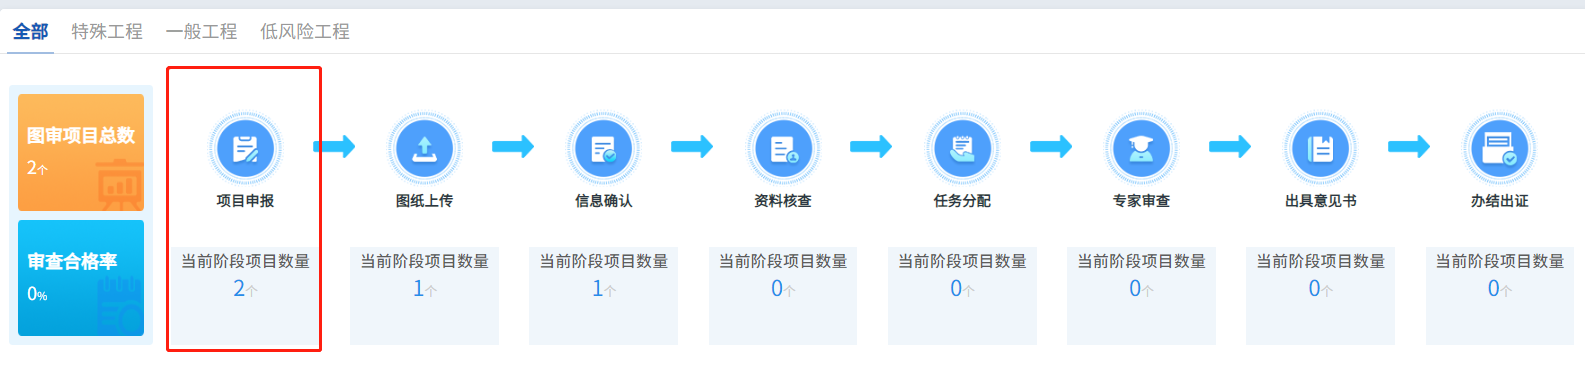 全部 特殊工程 一般工程 低风险工程
图审项目总数
2个
审查合格率
0%
项目申报
当前阶段项目数量
2个
图纸上传
当前阶段项目数量
1个
信息确认
当前阶段项目数量
1个
资料核查
当前阶段项目数量
0个
任务分配
当前阶段项目数量
0个
专家审查
当前阶段项目数量
0个
出具意见书
当前阶段项目数量
0个
办结出证
当前阶段项目数量
0个